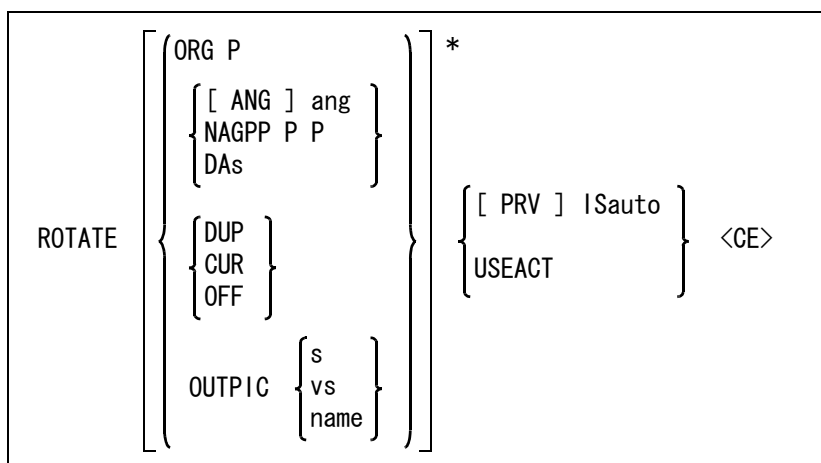 ORG P *
[ ANG ] ang
NAGPP P P
DAs
[ PRV ] ISauto
ROTATE DUP <CE>
CUR
USEACT
OFF
s
OUTPIC vs
name